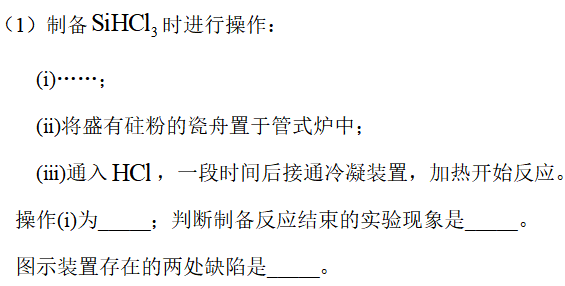 （1）制备 SiHCl₃ 时进行操作：
(i)……；
(ii)将盛有硅粉的瓷舟置于管式炉中；
(iii)通入 HCl ，一段时间后接通冷凝装置，加热开始反应。
操作(i)为_____；判断制备反应结束的实验现象是_____。
图示装置存在的两处缺陷是_____。